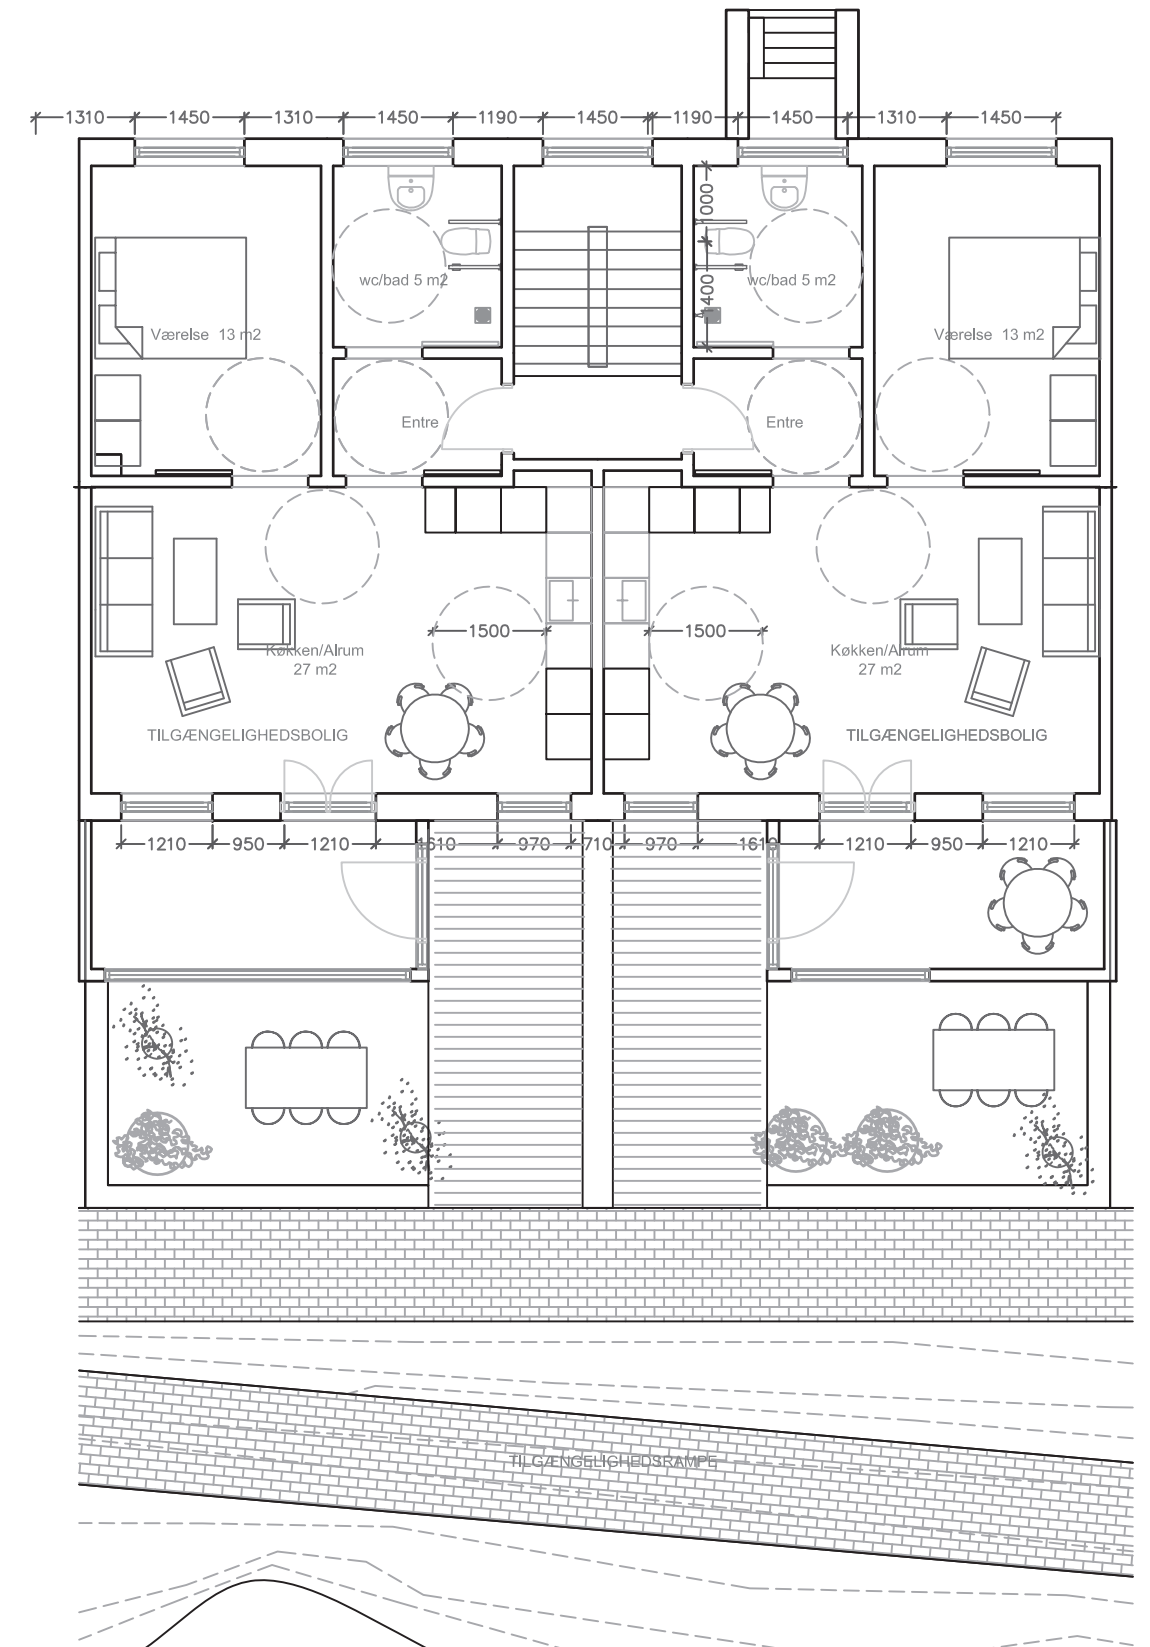 1310 1450 1310 1450 1190 1450 1190 1450 1310 1450
1000
wc/bad 5 m2 wc/bad 5 m2
1400
Værelse 13 m2 Værelse 13 m2
Entre Entre
1500 1500
Køkken/Alrum Køkken/Alrum
27 m2 27 m2
TILGÆNGELIGHEDSBOLIG TILGÆNGELIGHEDSBOLIG
1210 950 1210 1610 970 710 970 1610 1210 950 1210
TILGÆNGELIGHEDSRAMPE